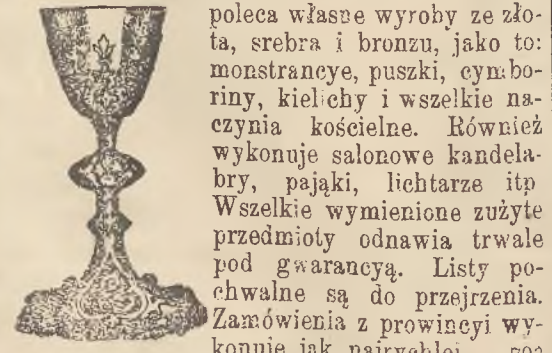 poleca własne wyroby ze zło-
ta, srebra i bronzu, jako to:
monstrancye, puszki, cymbo-
riny, kielichy i wszelkie na-
czynia kościelne. Również
wykonuje salonowe kandela-
bry, pająki, lichtarze itp
Wszelkie wymienione zużyte
przedmioty odnawia trwale
pod gwarancyą. Listy po-
chwalne są do przejrzenia.
Zamówienia z prowincyi wy-
konuje jak najrychlej